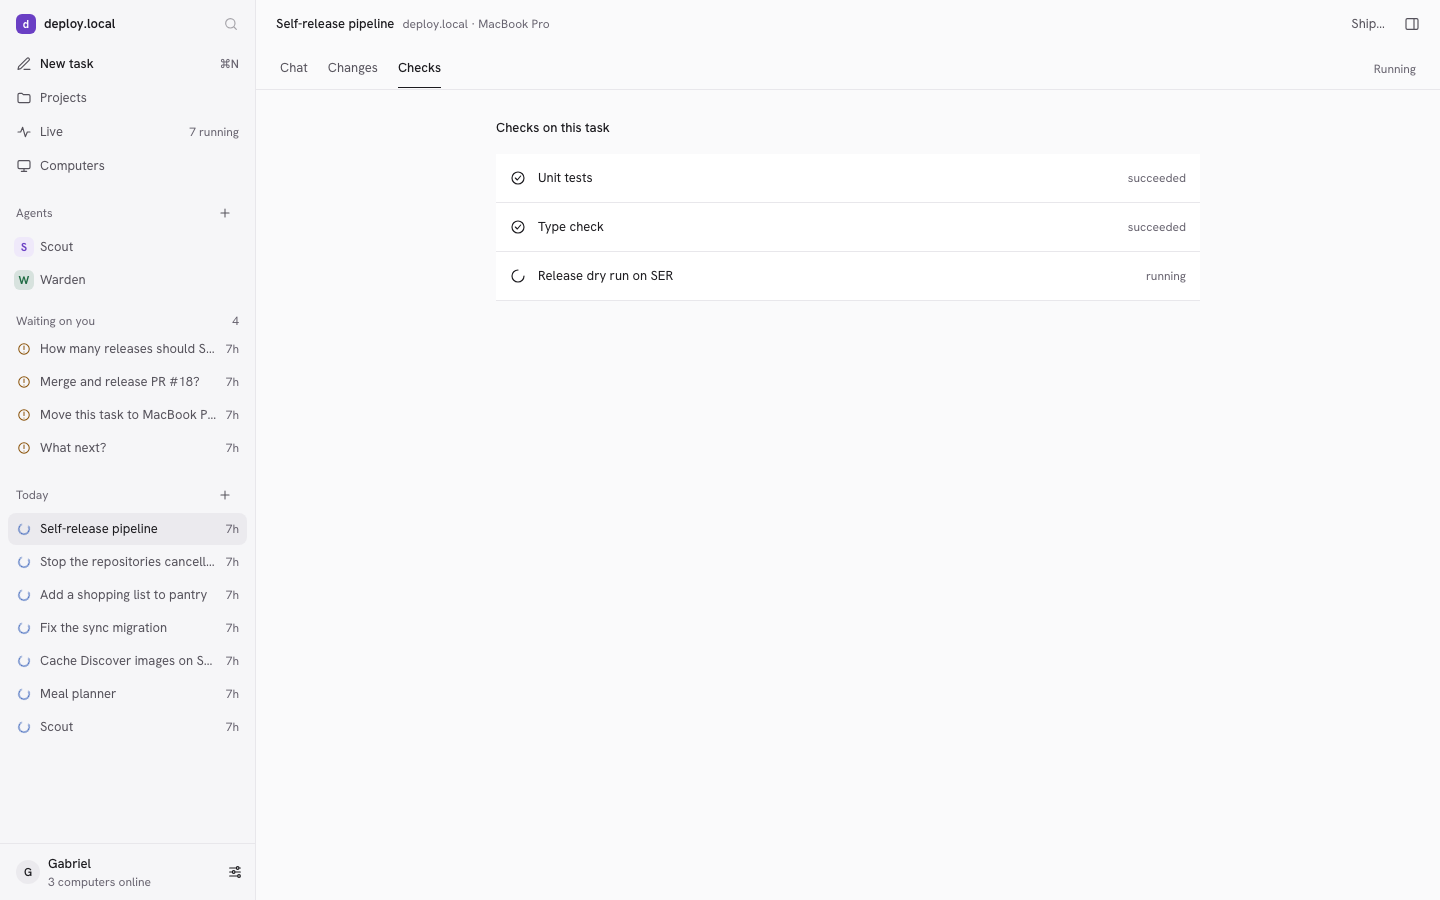 d deploy.local
New task ⌘N
Projects
Live 7 running
Computers
Agents
S Scout
W Warden
Waiting on you 4
How many releases should S... 7h
Merge and release PR #18? 7h
Move this task to MacBook P... 7h
What next? 7h
Today
Self-release pipeline 7h
Stop the repositories cancell... 7h
Add a shopping list to pantry 7h
Fix the sync migration 7h
Cache Discover images on S... 7h
Meal planner 7h
Scout 7h
G Gabriel
3 computers online
Self-release pipeline deploy.local · MacBook Pro Ship...
Chat Changes Checks Running
Checks on this task
Unit tests succeeded
Type check succeeded
Release dry run on SER running